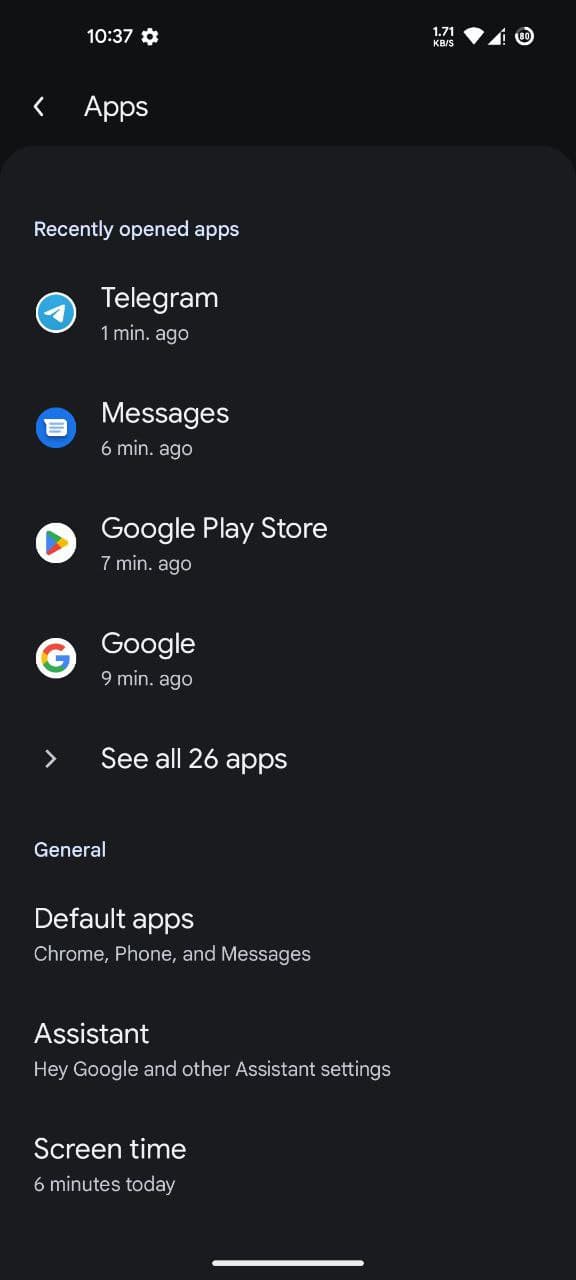 10:37
1.71
KB/S
80
Apps
Recently opened apps
Telegram
1 min. ago
Messages
6 min. ago
Google Play Store
7 min. ago
Google
9 min. ago
See all 26 apps
General
Default apps
Chrome, Phone, and Messages
Assistant
Hey Google and other Assistant settings
Screen time
6 minutes today